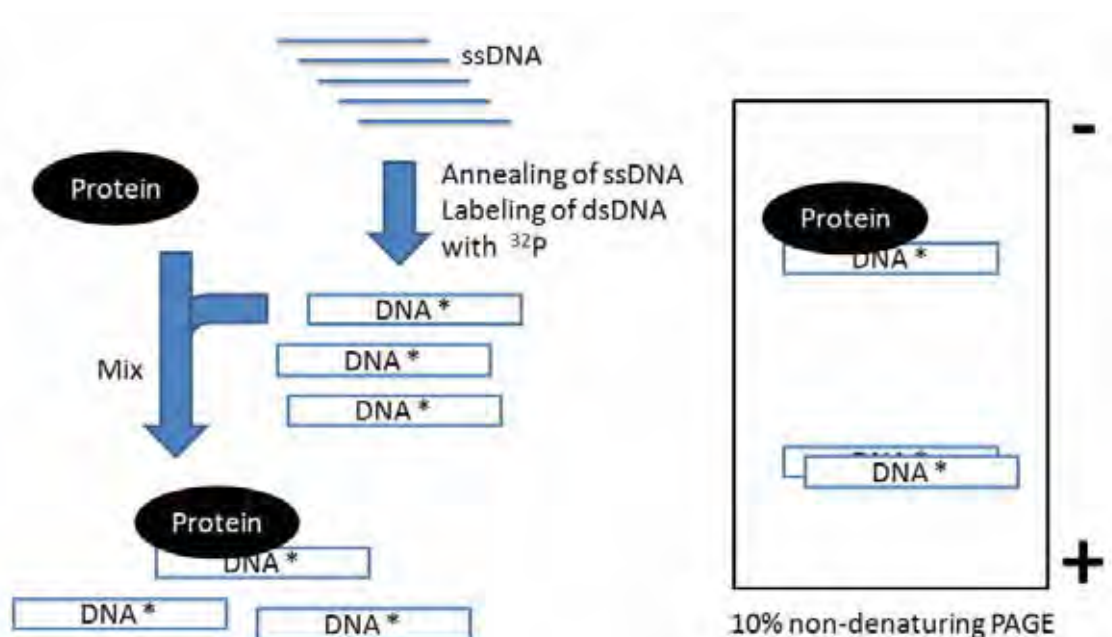 ssDNA
Protein
Annealing of ssDNA
Labeling of dsDNA
with ³²P
DNA *
DNA *
DNA *
Mix
Protein
DNA *
DNA *
DNA *
-
Protein
DNA *
DNA *
DNA *
+
10% non-denaturing PAGE